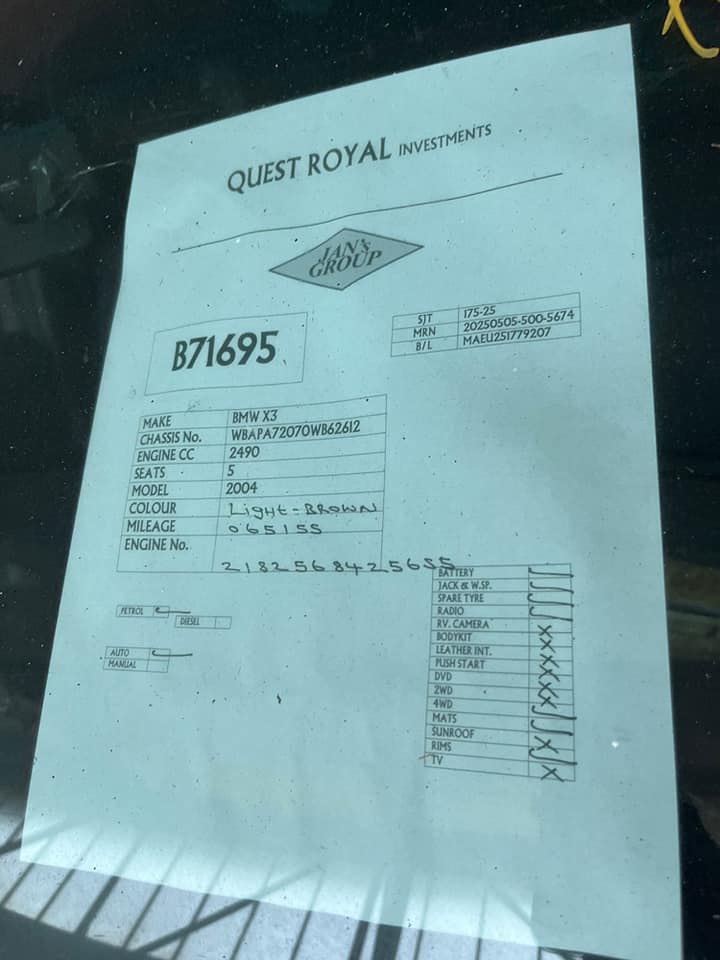 QUEST ROYAL INVESTMENTS
JAN'S
GROUP
SJT 175-25
MRN 20250505-500-5674
B/L MAEU251779207
B71695
MAKE BMW X3
CHASSIS No. WBAPA72070WB62612
ENGINE CC 2490
SEATS 5
MODEL 2004
COLOUR Light-BROWN
MILEAGE 065155
ENGINE No. 2182568425655
PETROL
DIESEL
AUTO
MANUAL
BATTERY
JACK & W.SP.
SPARE TYRE
RADIO
RV. CAMERA
BODYKIT
LEATHER INT.
PUSH START
DVD
2WD
4WD
MATS
SUNROOF
RIMS
TV